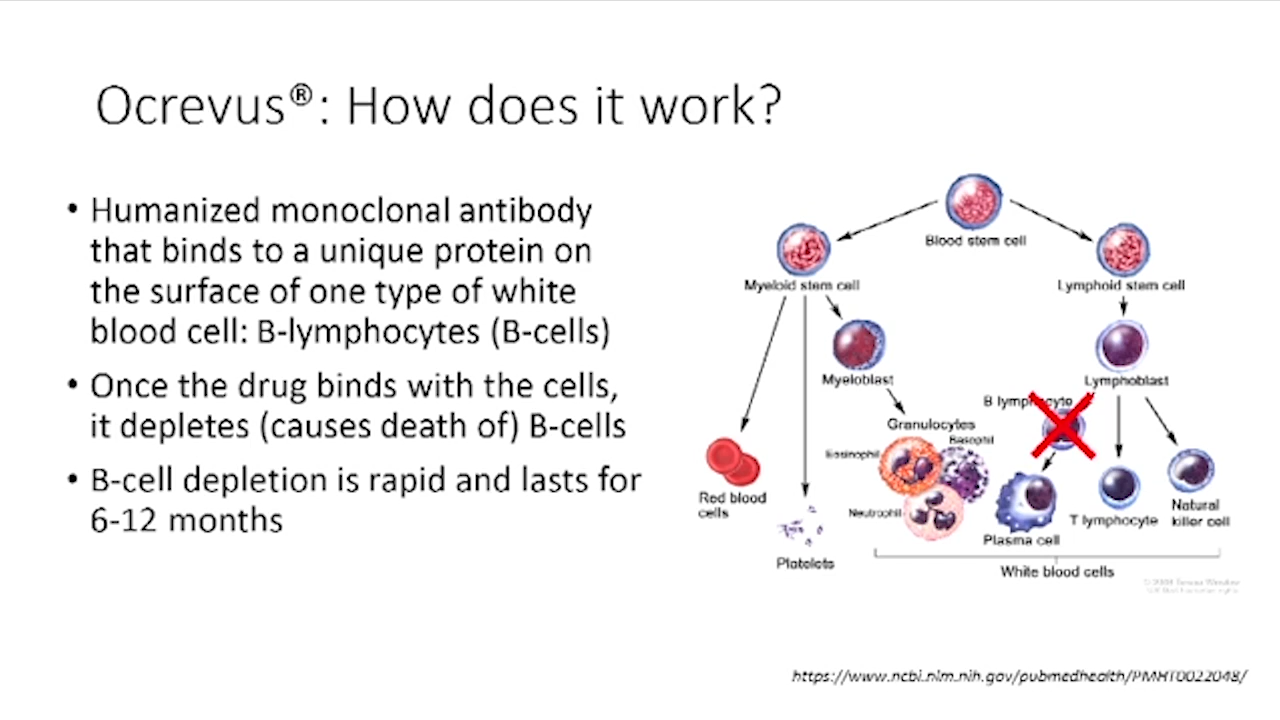 Ocrevus®: How does it work?
• Humanized monoclonal antibody
that binds to a unique protein on
the surface of one type of white
blood cell: B-lymphocytes (B-cells)
• Once the drug binds with the cells,
it depletes (causes death of) B-cells
• B-cell depletion is rapid and lasts for
6-12 months
Blood stem cell
Myeloid stem cell
Lymphoid stem cell
Myeloblast
Lymphoblast
B lymphocyte
Granulocytes
Basophil
Eosinophil
Neutrophil
Red blood
cells
Platelets
Plasma cell
T lymphocyte
Natural
killer cell
White blood cells
https://www.ncbi.nlm.nih.gov/pubmedhealth/PMHT0022048/